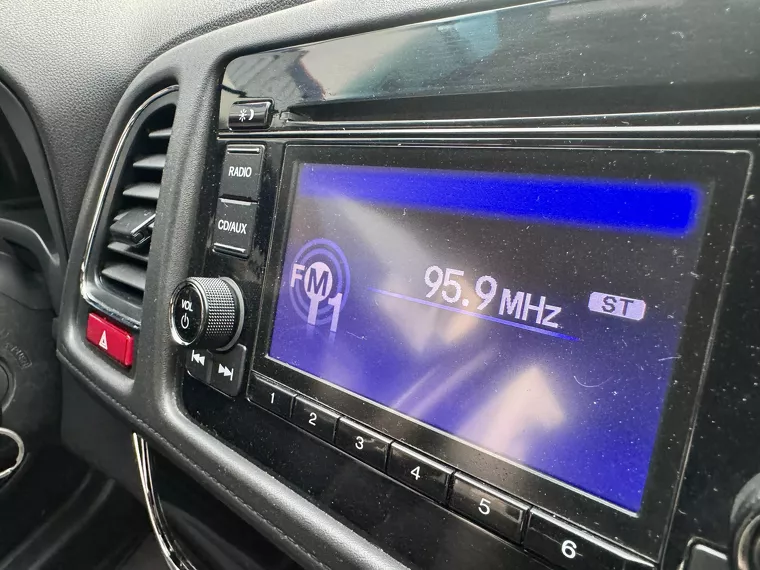 RADIO
CD/AUX
VOL
FM1
95.9 MHz
ST
1
2
3
4
5
6